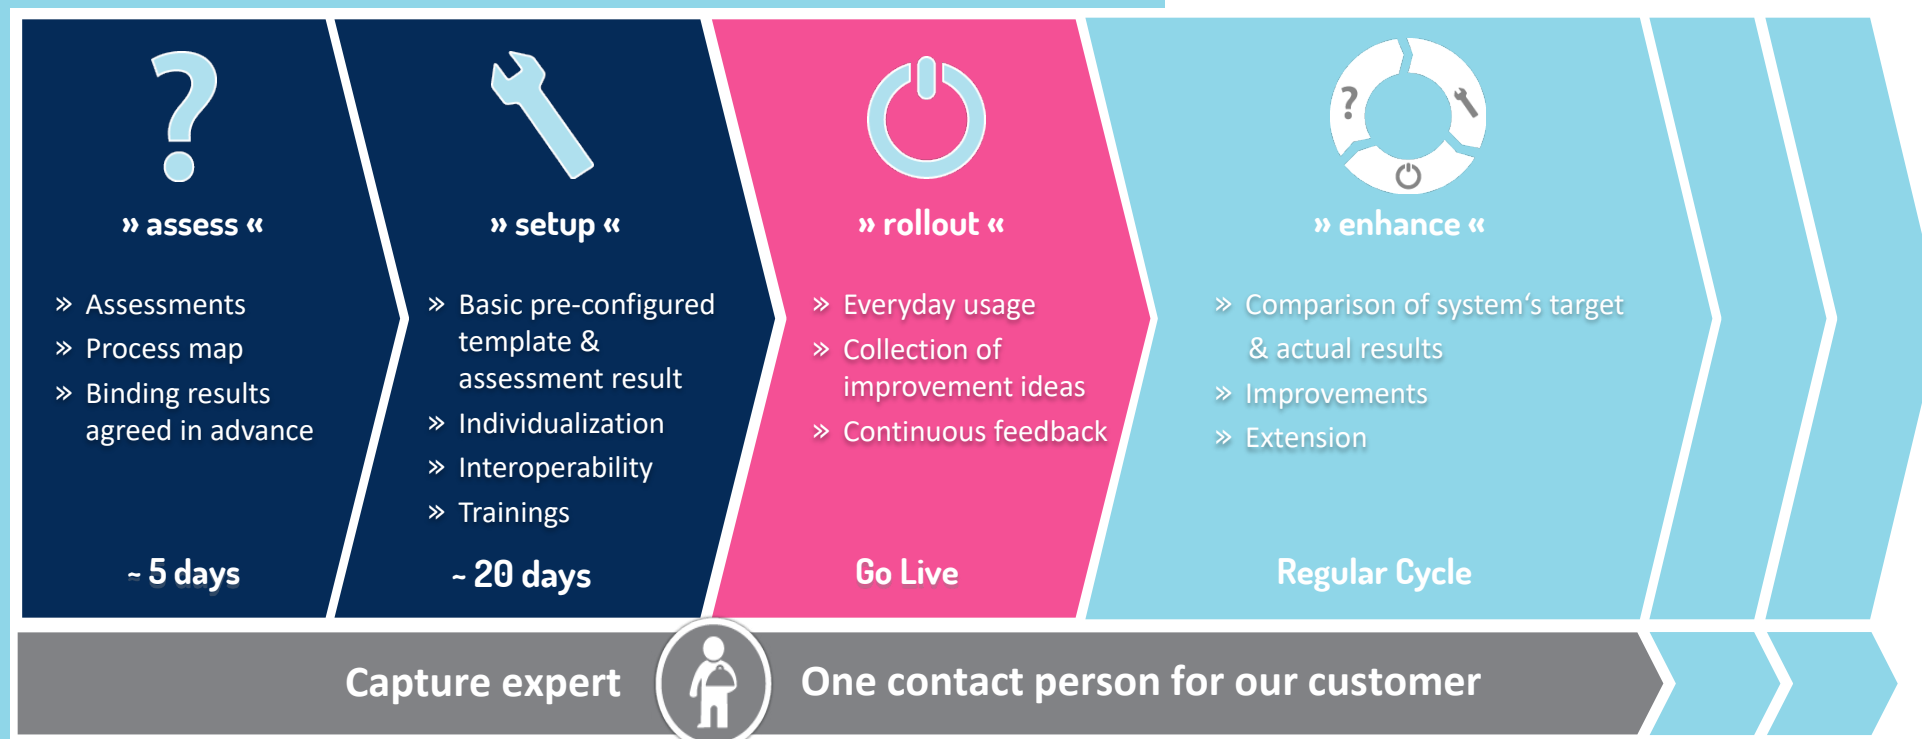 » assess «
» Assessments
» Process map
» Binding results
agreed in advance
~ 5 days
» setup «
» Basic pre-configured
template &
assessment result
» Individualization
» Interoperability
» Trainings
~ 20 days
» rollout «
» Everyday usage
» Collection of
improvement ideas
» Continuous feedback
Go Live
» enhance «
» Comparison of system‘s target
& actual results
» Improvements
» Extension
Regular Cycle
Capture expert
One contact person for our customer